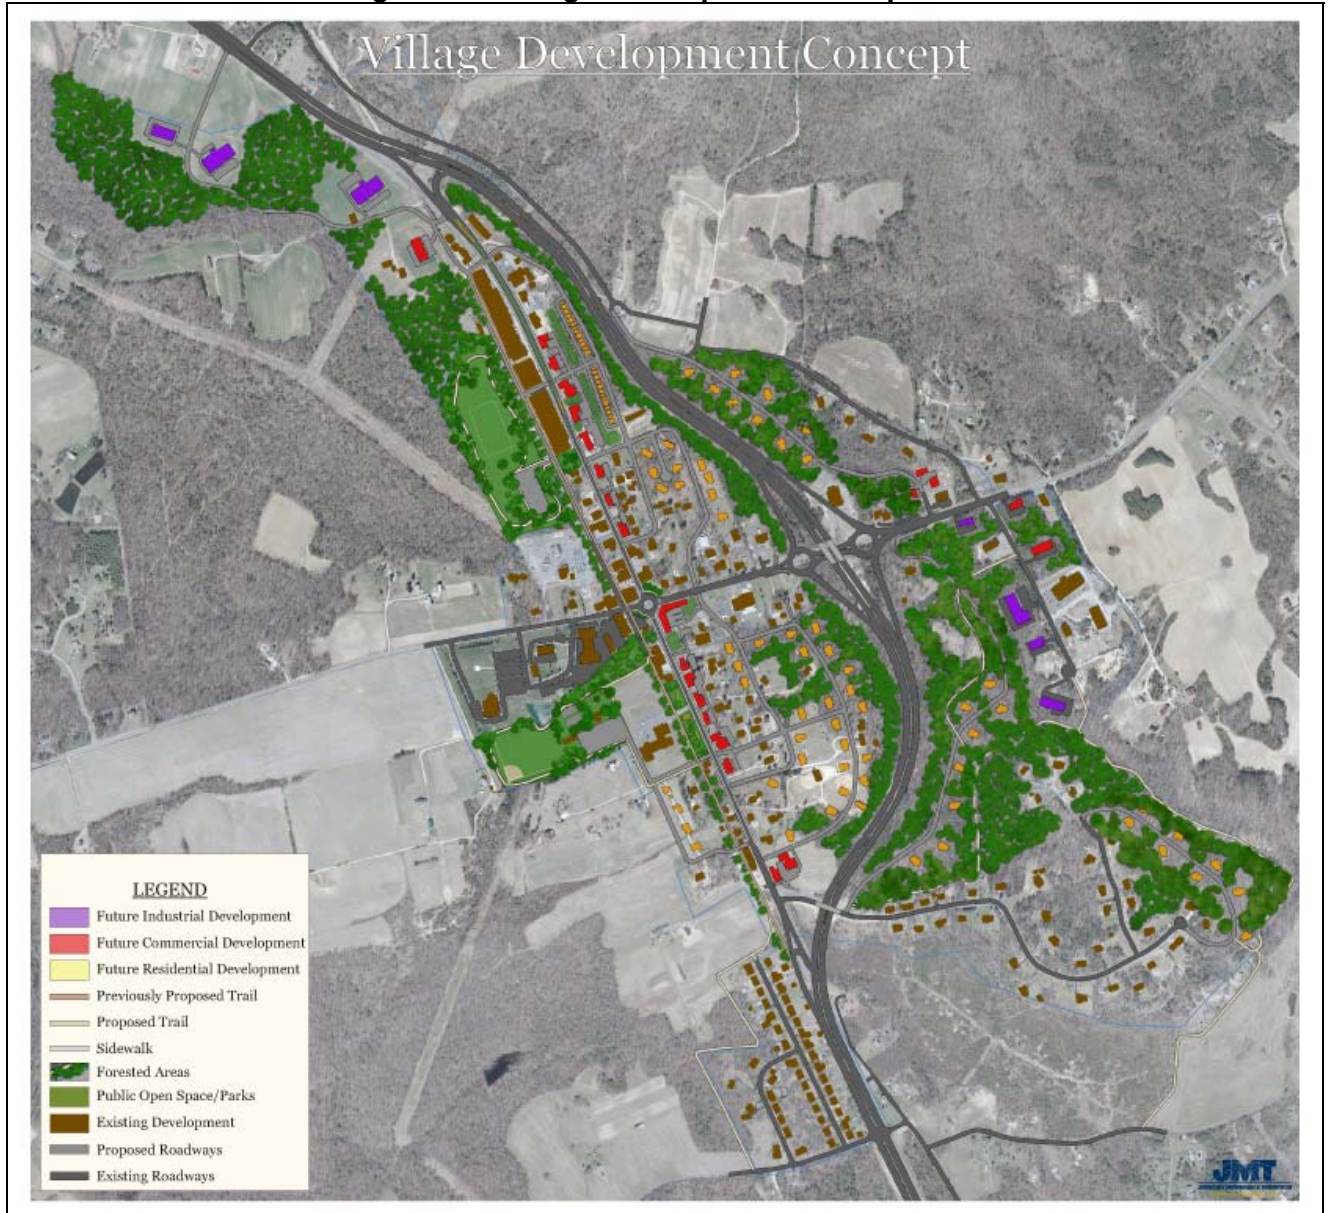 Village Development Concept
LEGEND
Future Industrial Development
Future Commercial Development
Future Residential Development
Previously Proposed Trail
Proposed Trail
Sidewalk
Forested Areas
Public Open Space/Parks
Existing Development
Proposed Roadways
Existing Roadways
JMT